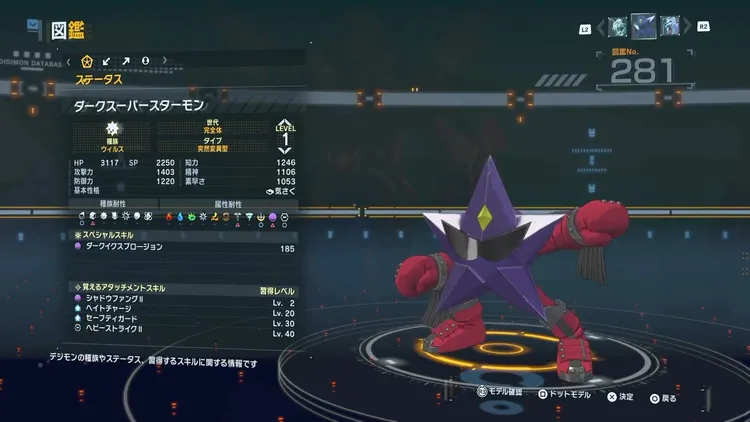 図鑑
DIGIMON DATABAS
ステータス
ダークスーパースターモン
種族
ウイルス
世代
完全体
タイプ
突然変異型
LEVEL
1
HP 3117 SP 2250 知力 1246
攻撃力 1403 精神 1106
防御力 1220 素早さ 1053
基本性格 気さく
種族耐性 属性耐性
スペシャルスキル
ダークイクスプロージョン 185
覚えるアタッチメントスキル 習得レベル
シャドウファングⅡ Lv. 2
ヘイトチャージ Lv. 20
セーフティガード Lv. 30
ヘビーストライクⅡ Lv. 40
デジモンの種族やステータス、習得するスキルに関する情報です
L2 R2
図鑑No.
281
モデル確認 ドットモデル 決定 戻る